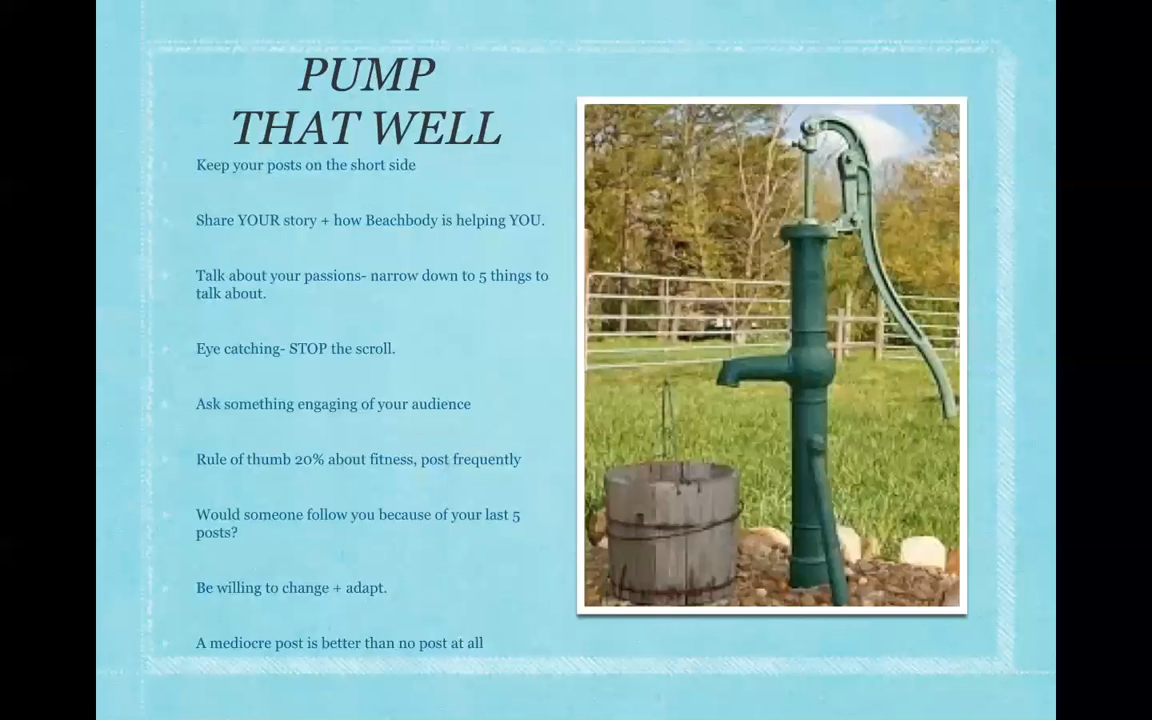 PUMP
THAT WELL
Keep your posts on the short side
Share YOUR story + how Beachbody is helping YOU.
Talk about your passions- narrow down to 5 things to
talk about.
Eye catching- STOP the scroll.
Ask something engaging of your audience
Rule of thumb 20% about fitness, post frequently
Would someone follow you because of your last 5
posts?
Be willing to change + adapt.
A mediocre post is better than no post at all